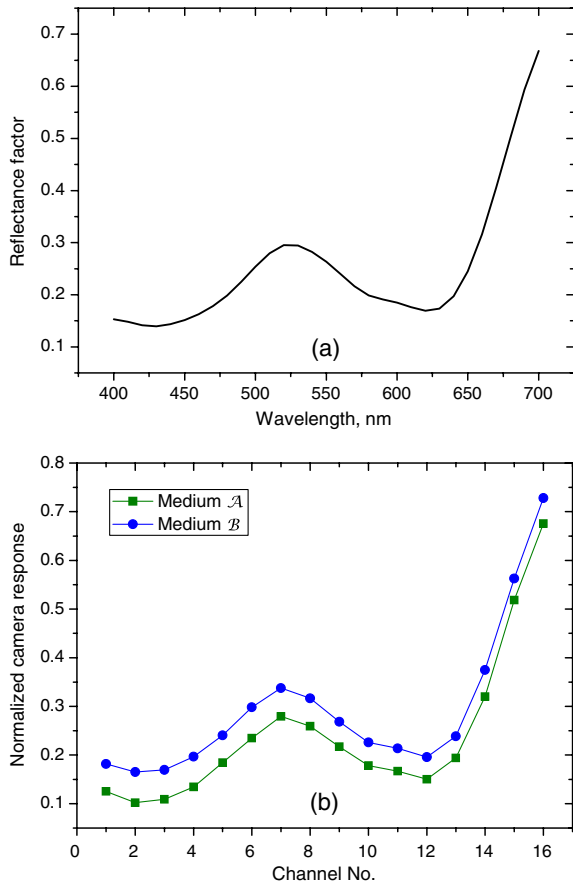 0.7
0.6
0.5
0.4
0.3
0.2
0.1
Reflectance factor
(a)
400 450 500 550 600 650 700
Wavelength, nm
0.8
0.7
0.6
0.5
0.4
0.3
0.2
0.1
Normalized camera response
Medium 𝒜
Medium ℬ
(b)
0 2 4 6 8 10 12 14 16
Channel No.